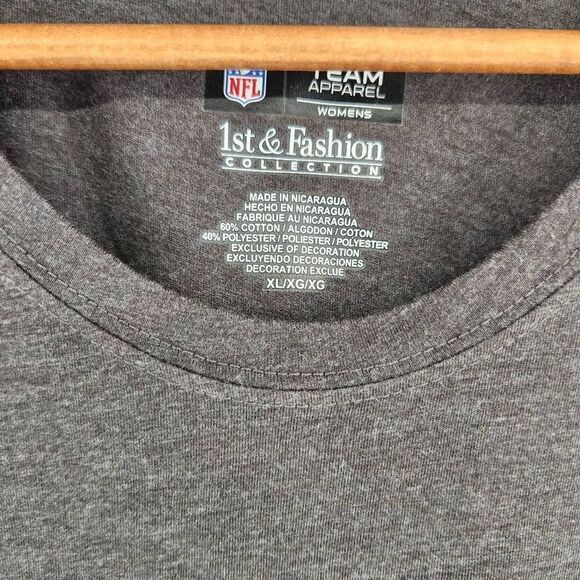 NFL
TEAM
APPAREL
WOMENS
1st & Fashion
COLLECTION
MADE IN NICARAGUA
HECHO EN NICARAGUA
FABRIQUE AU NICARAGUA
60% COTTON / ALGODON / COTON
40% POLYESTER / POLIESTER / POLYESTER
EXCLUSIVE OF DECORATION
EXCLUYENDO DECORACIONES
DECORATION EXCLUE
XL/XG/XG